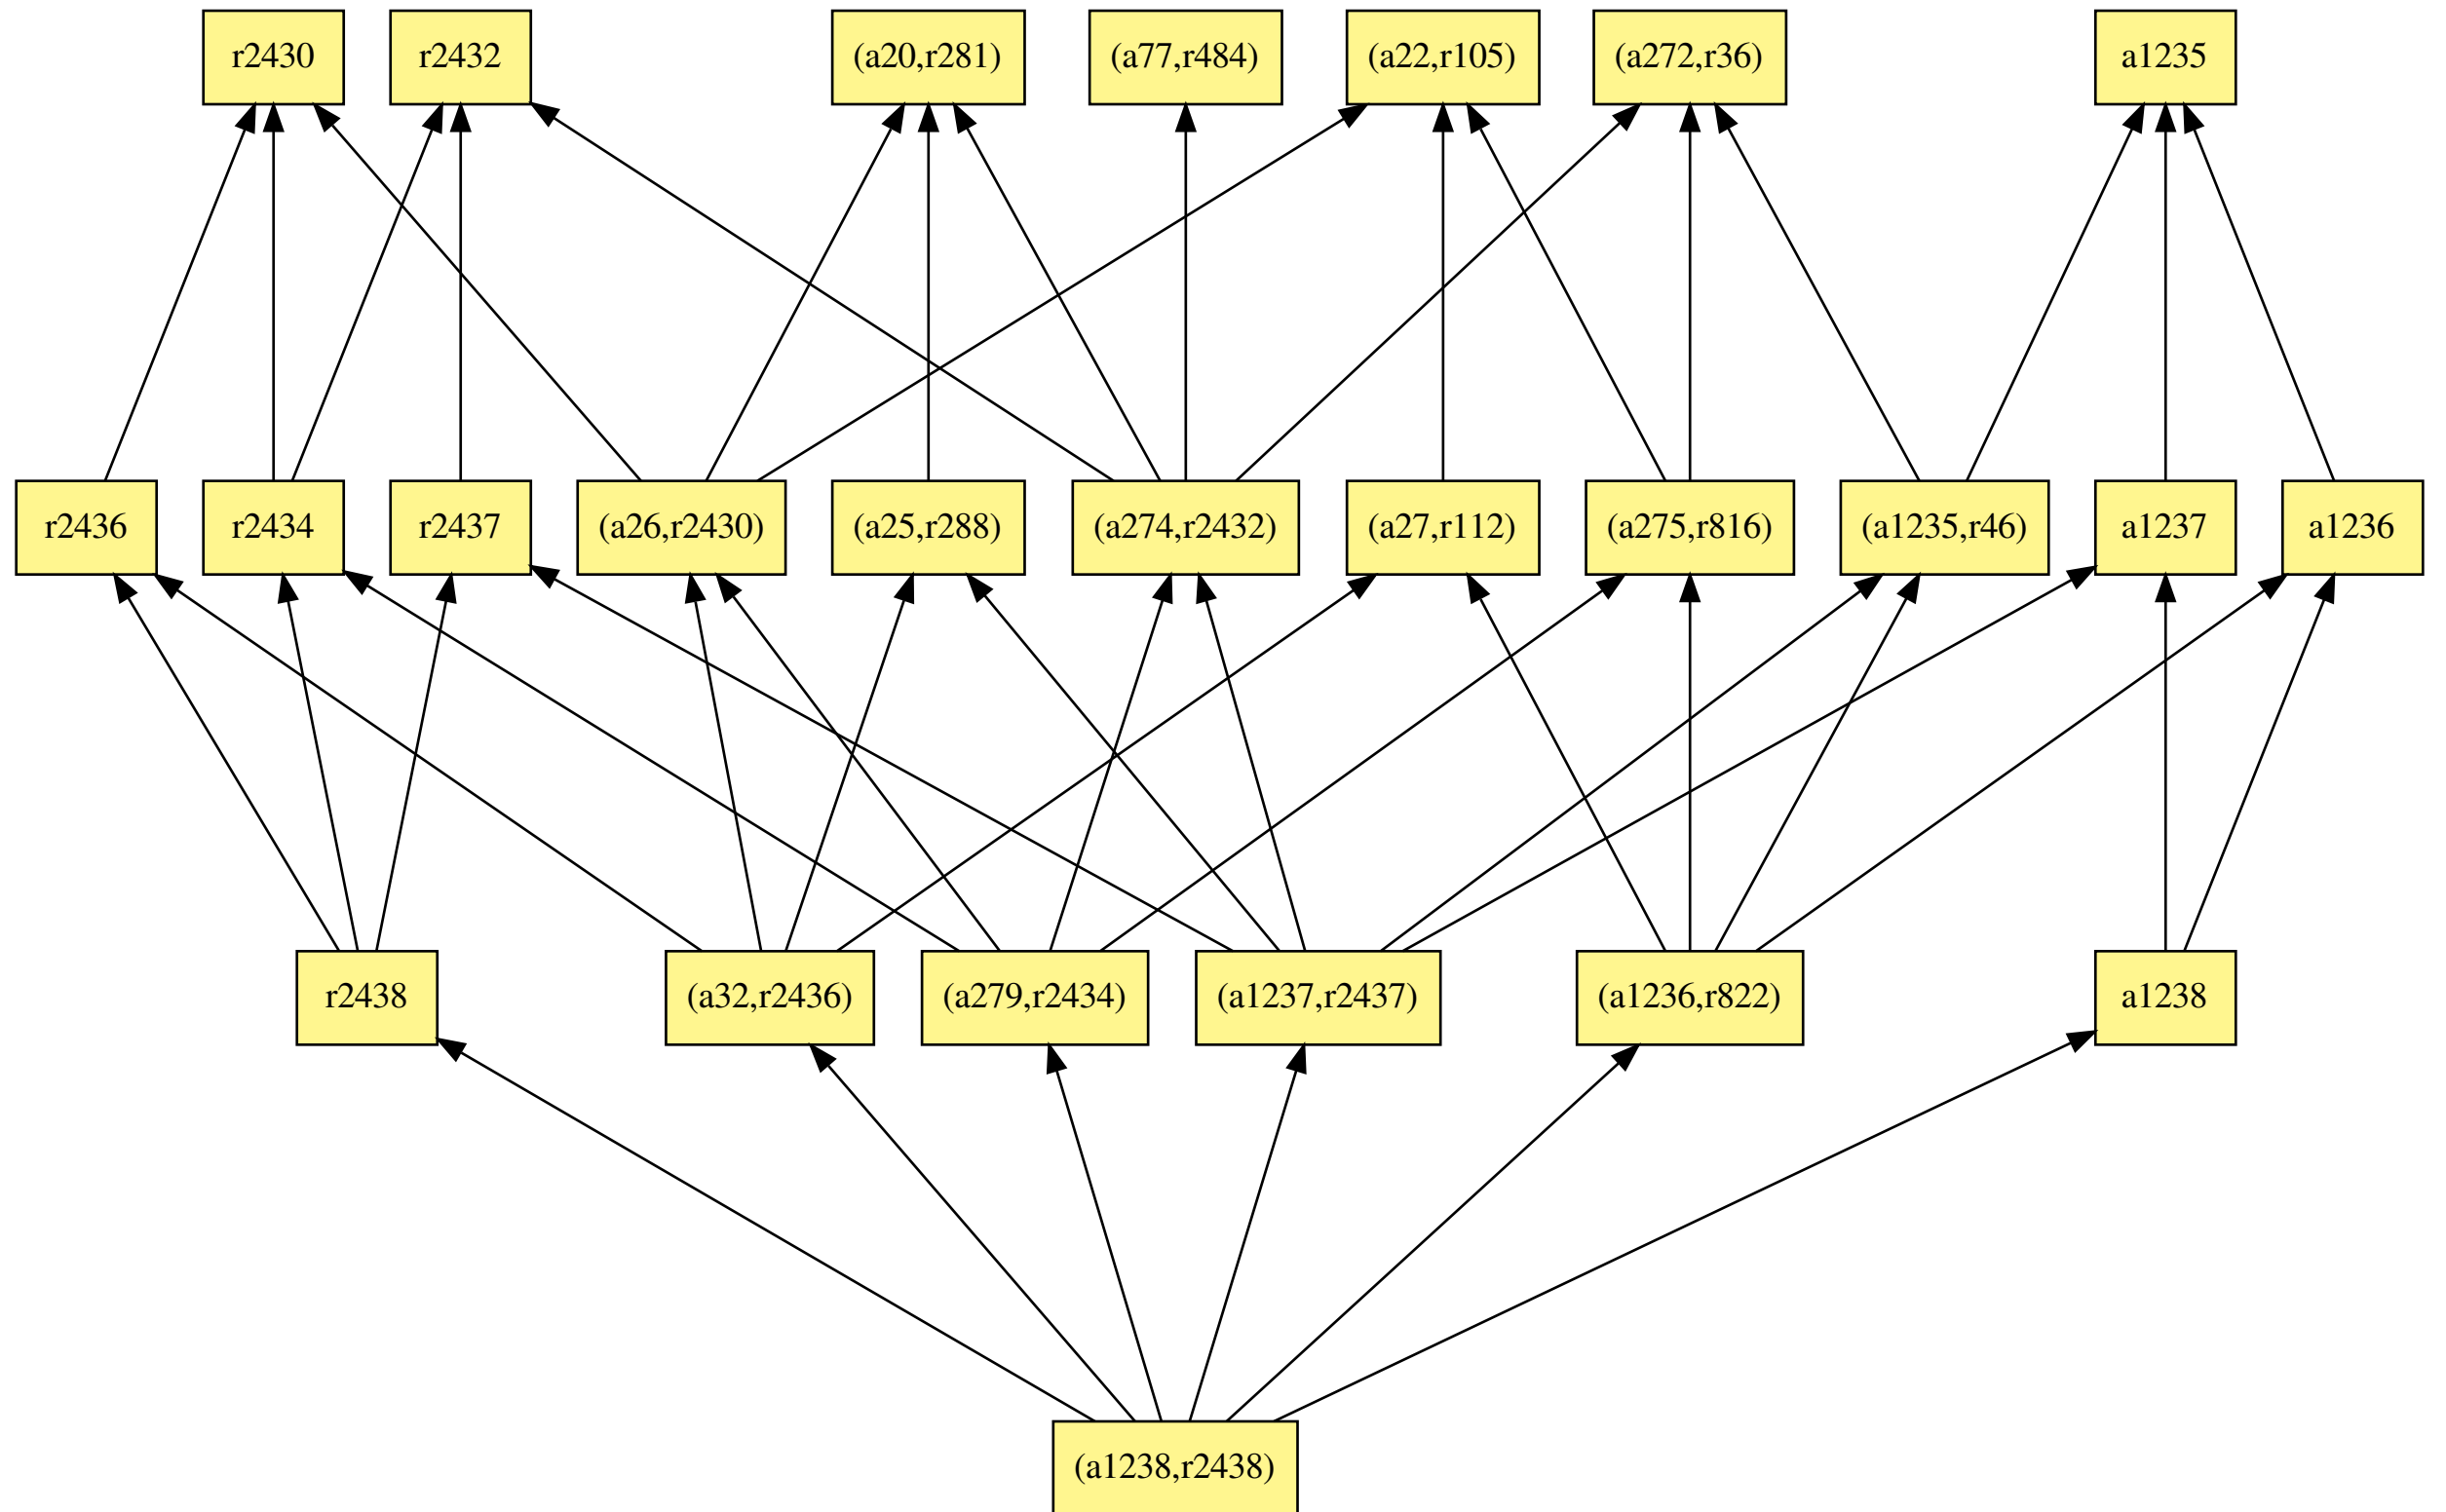 r2430
r2432
(a20,r281)
(a77,r484)
(a22,r105)
(a272,r36)
a1235
r2436
r2434
r2437
(a26,r2430)
(a25,r288)
(a274,r2432)
(a27,r112)
(a275,r816)
(a1235,r46)
a1237
a1236
r2438
(a32,r2436)
(a279,r2434)
(a1237,r2437)
(a1236,r822)
a1238
(a1238,r2438)